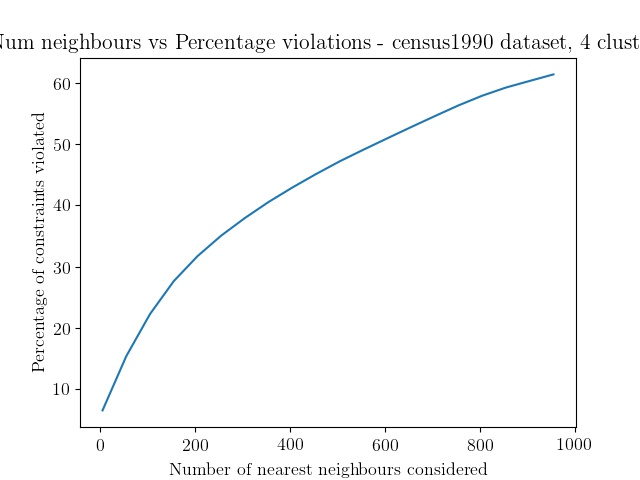 Num neighbours vs Percentage violations - census1990 dataset, 4 clust
60
50
40
30
20
10
Percentage of constraints violated
0 200 400 600 800 1000
Number of nearest neighbours considered